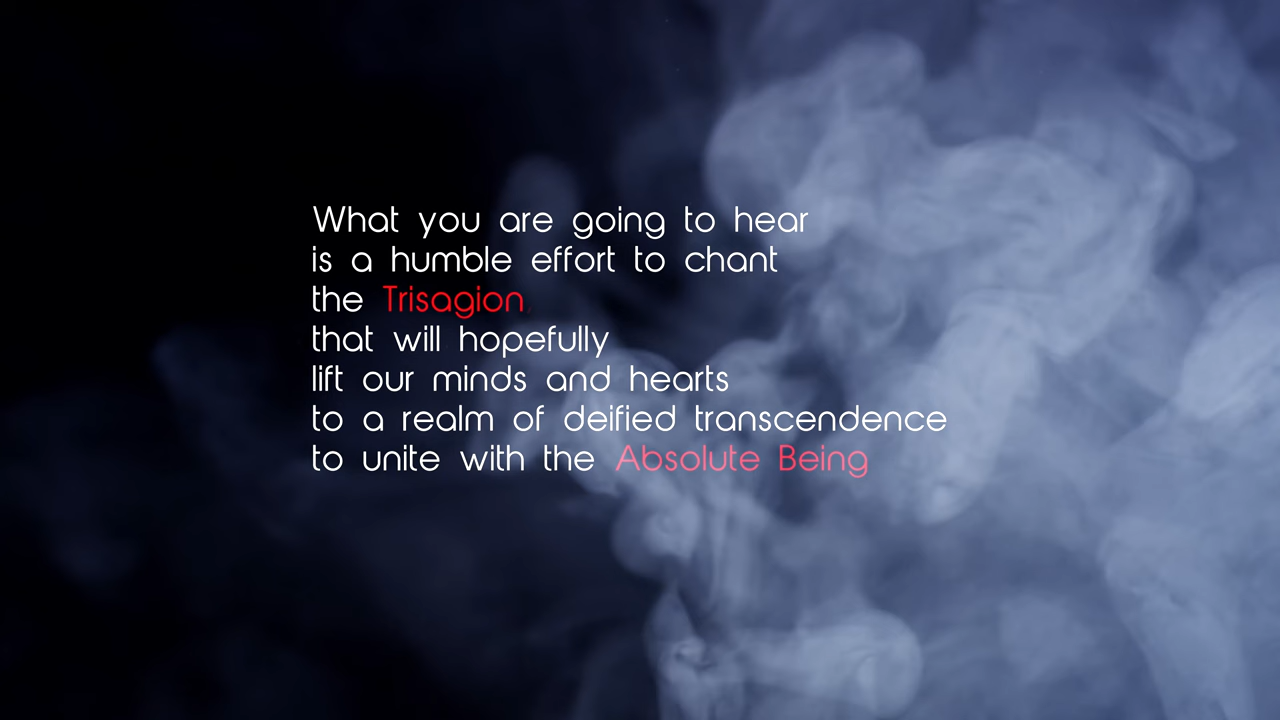 What you are going to hear
is a humble effort to chant
the Trisagion
that will hopefully
lift our minds and hearts
to a realm of deified transcendence
to unite with the Absolute Being